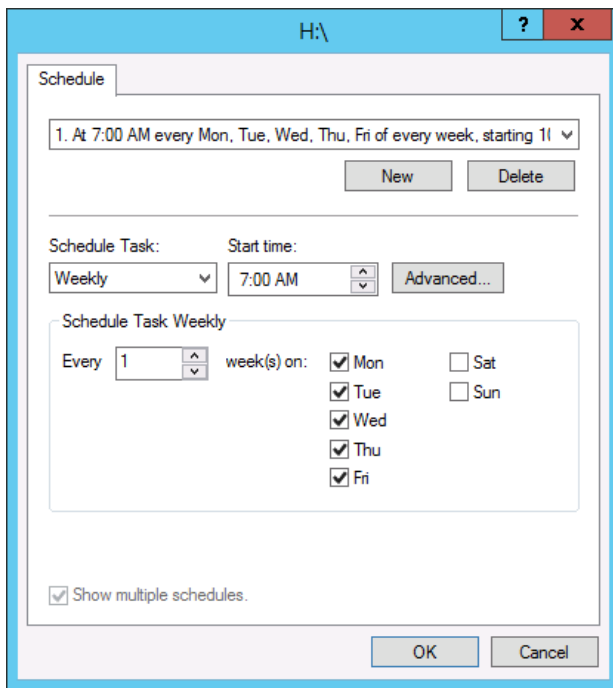 H:\
? x
Schedule
1. At 7:00 AM every Mon, Tue, Wed, Thu, Fri of every week, starting
New Delete
Schedule Task: Start time:
Weekly 7:00 AM Advanced...
Schedule Task Weekly
Every 1 week(s) on: Mon Sat
Tue Sun
Wed
Thu
Fri
Show multiple schedules.
OK Cancel